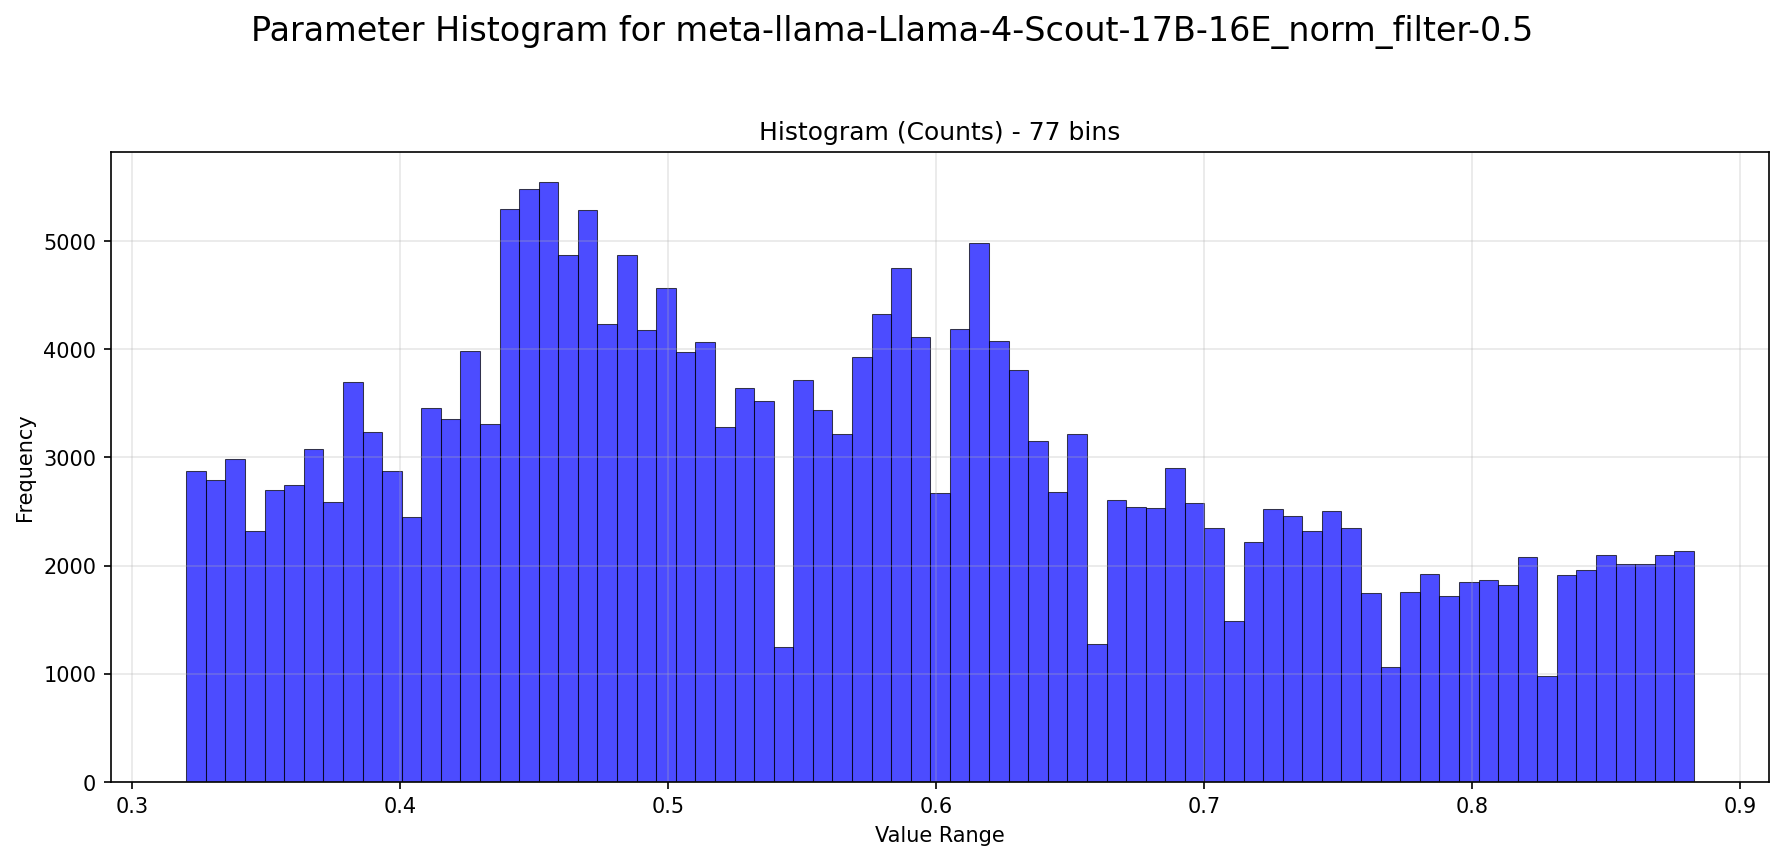 Parameter Histogram for meta-llama-Llama-4-Scout-17B-16E_norm_filter-0.5
Histogram (Counts) - 77 bins
Frequency
5000
4000
3000
2000
1000
0
0.3 0.4 0.5 0.6 0.7 0.8 0.9
Value Range